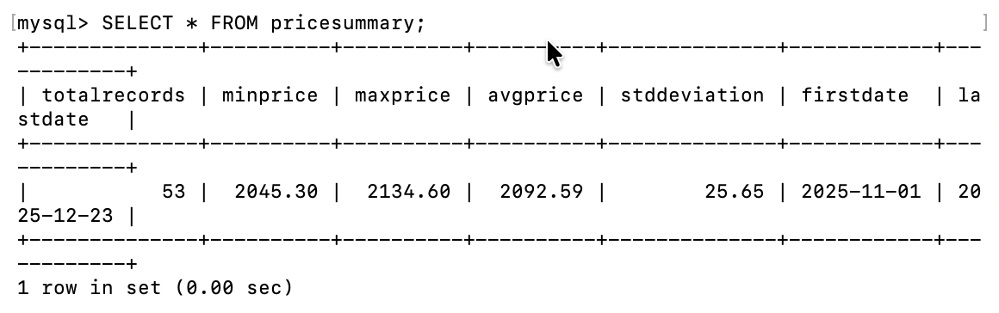 [mysql> SELECT * FROM pricesummary; ]
+--------------+----------+----------+----------+--------------+------------+---
---------+
| totalrecords | minprice | maxprice | avgprice | stddeviation | firstdate  | la
stdate   |
+--------------+----------+----------+----------+--------------+------------+---
---------+
|           53 |  2045.30 |  2134.60 |  2092.59 |        25.65 | 2025-11-01 | 20
25-12-23 |
+--------------+----------+----------+----------+--------------+------------+---
---------+
1 row in set (0.00 sec)